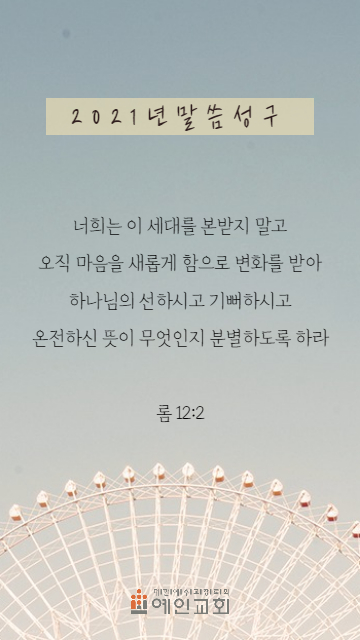 2021년 말씀성구
너희는 이 세대를 본받지 말고
오직 마음을 새롭게 함으로 변화를 받아
하나님의 선하시고 기뻐하시고
온전하신 뜻이 무엇인지 분별하도록 하라
롬 12:2
예인교회